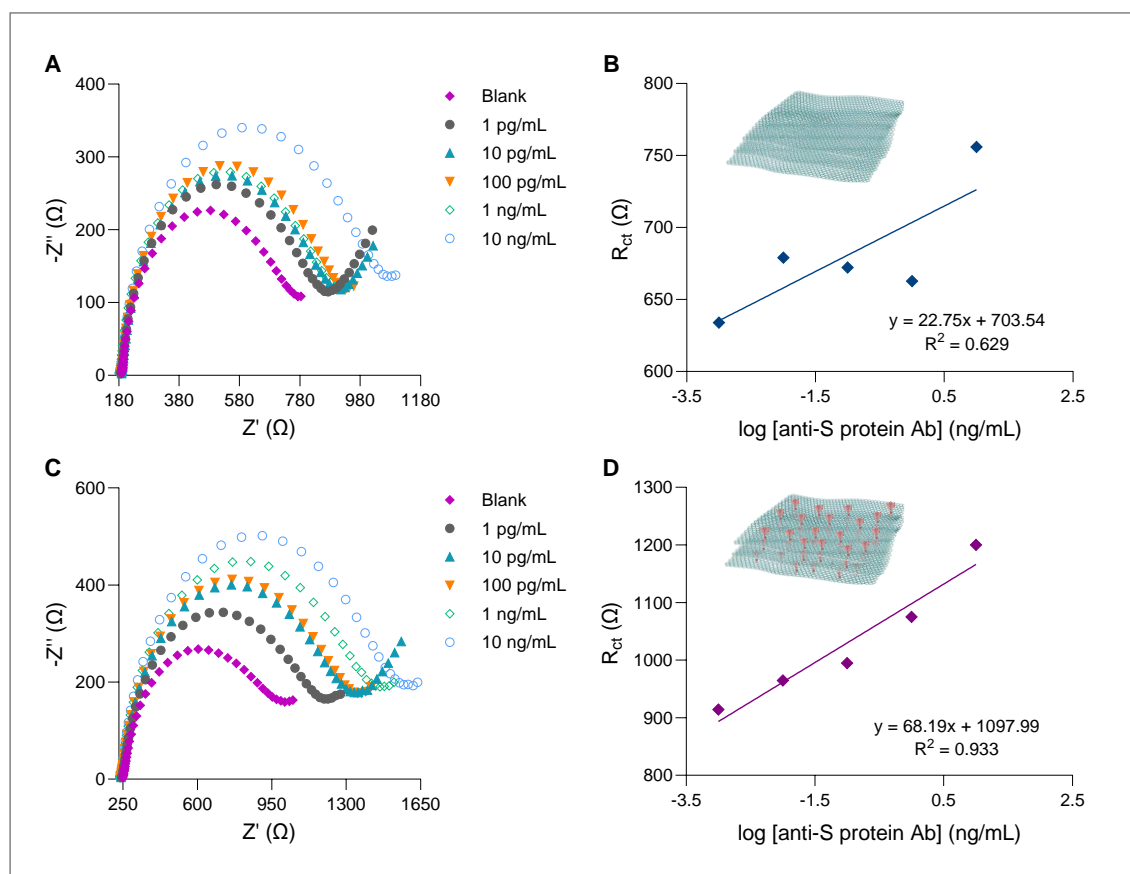 A
400
300
200
100
0
-Z'' (Ω)
180 380 580 780 980 1180
Z' (Ω)
Blank
1 pg/mL
10 pg/mL
100 pg/mL
1 ng/mL
10 ng/mL
B
800
750
700
650
600
Rct (Ω)
y = 22.75x + 703.54
R² = 0.629
-3.5 -1.5 0.5 2.5
log [anti-S protein Ab] (ng/mL)
C
600
400
200
0
-Z'' (Ω)
250 600 950 1300 1650
Z' (Ω)
Blank
1 pg/mL
10 pg/mL
100 pg/mL
1 ng/mL
10 ng/mL
D
1300
1200
1100
1000
900
800
Rct (Ω)
y = 68.19x + 1097.99
R² = 0.933
-3.5 -1.5 0.5 2.5
log [anti-S protein Ab] (ng/mL)